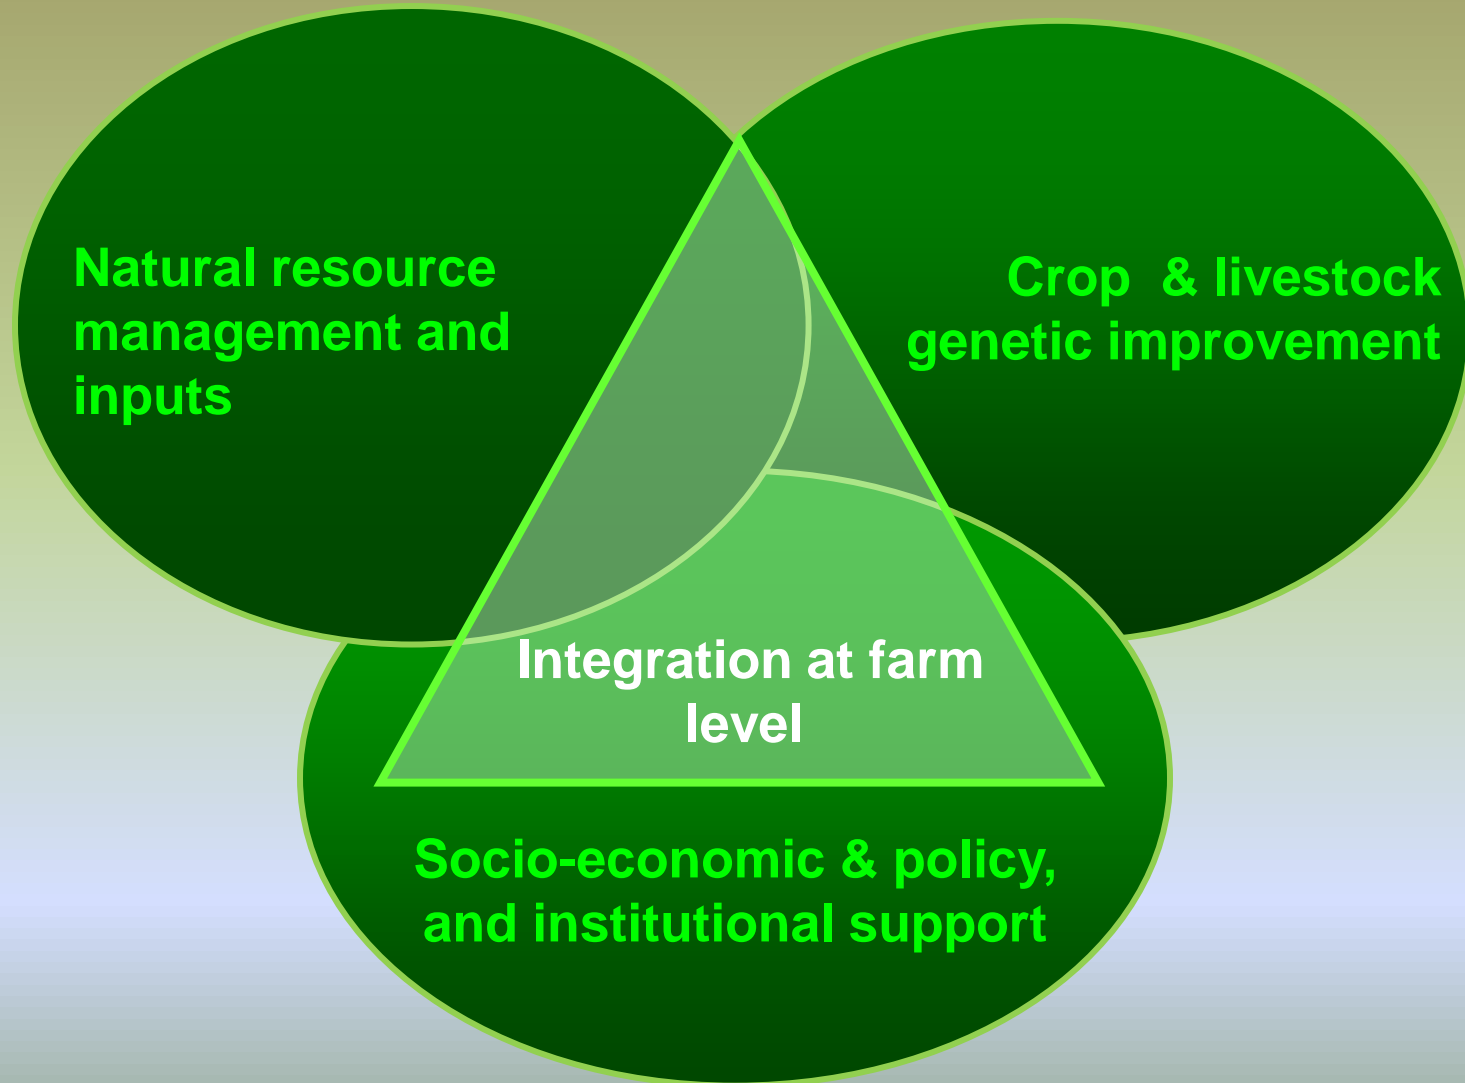 Natural resource
management and
inputs
Crop  & livestock
genetic improvement
Integration at farm
level
Socio-economic & policy,
and institutional support